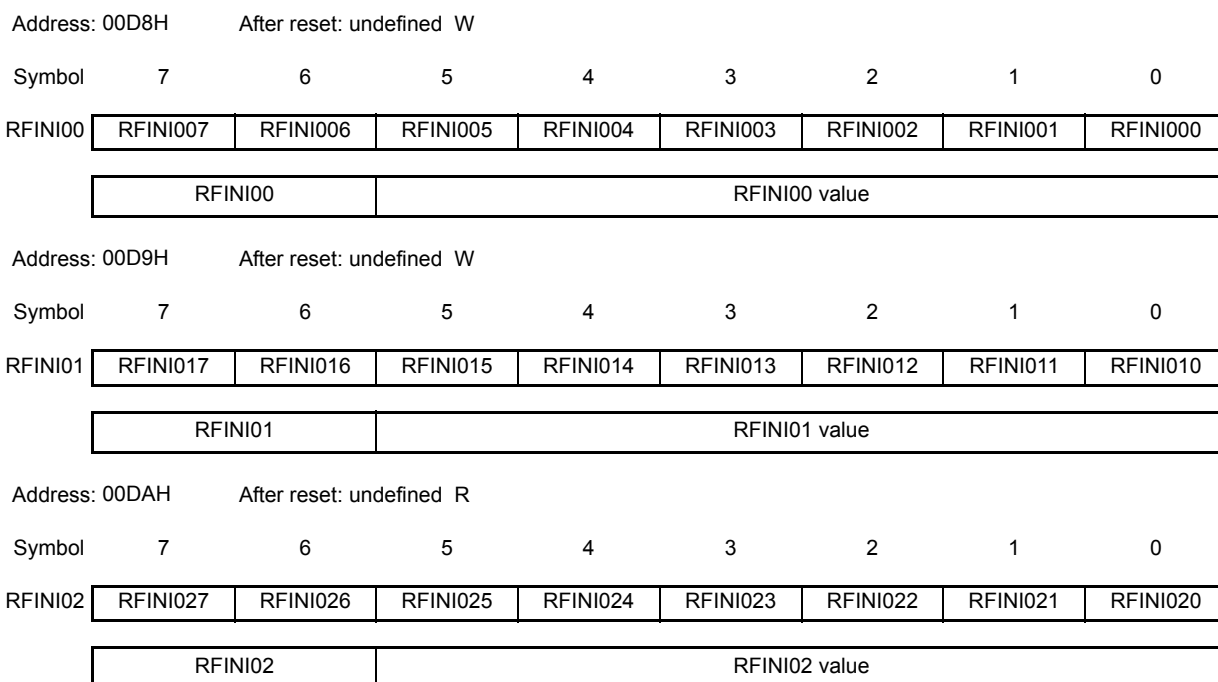 Address: 00D8H After reset: undefined W
Symbol 7 6 5 4 3 2 1 0
RFINI00 RFINI007 RFINI006 RFINI005 RFINI004 RFINI003 RFINI002 RFINI001 RFINI000
RFINI00 RFINI00 value
Address: 00D9H After reset: undefined W
Symbol 7 6 5 4 3 2 1 0
RFINI01 RFINI017 RFINI016 RFINI015 RFINI014 RFINI013 RFINI012 RFINI011 RFINI010
RFINI01 RFINI01 value
Address: 00DAH After reset: undefined R
Symbol 7 6 5 4 3 2 1 0
RFINI02 RFINI027 RFINI026 RFINI025 RFINI024 RFINI023 RFINI022 RFINI021 RFINI020
RFINI02 RFINI02 value